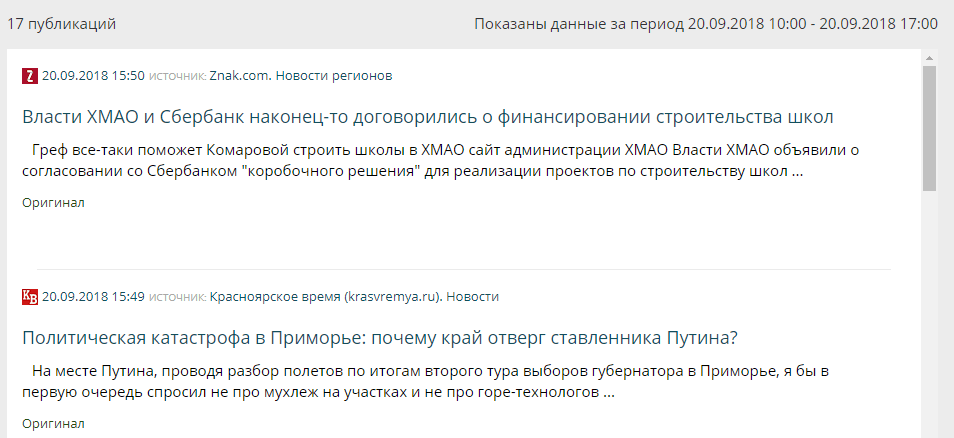 17 публикаций
Показаны данные за период 20.09.2018 10:00 - 20.09.2018 17:00
Z 20.09.2018 15:50 источник: Znak.com. Новости регионов
Власти ХМАО и Сбербанк наконец-то договорились о финансировании строительства школ
Греф все-таки поможет Комаровой строить школы в ХМАО сайт администрации ХМАО Власти ХМАО объявили о
согласовании со Сбербанком "коробочного решения" для реализации проектов по строительству школ ...
Оригинал
КВ 20.09.2018 15:49 источник: Красноярское время (krasvremya.ru). Новости
Политическая катастрофа в Приморье: почему край отверг ставленника Путина?
На месте Путина, проводя разбор полетов по итогам второго тура выборов губернатора в Приморье, я бы в
первую очередь спросил не про мухлеж на участках и не про горе-технологов ...
Оригинал